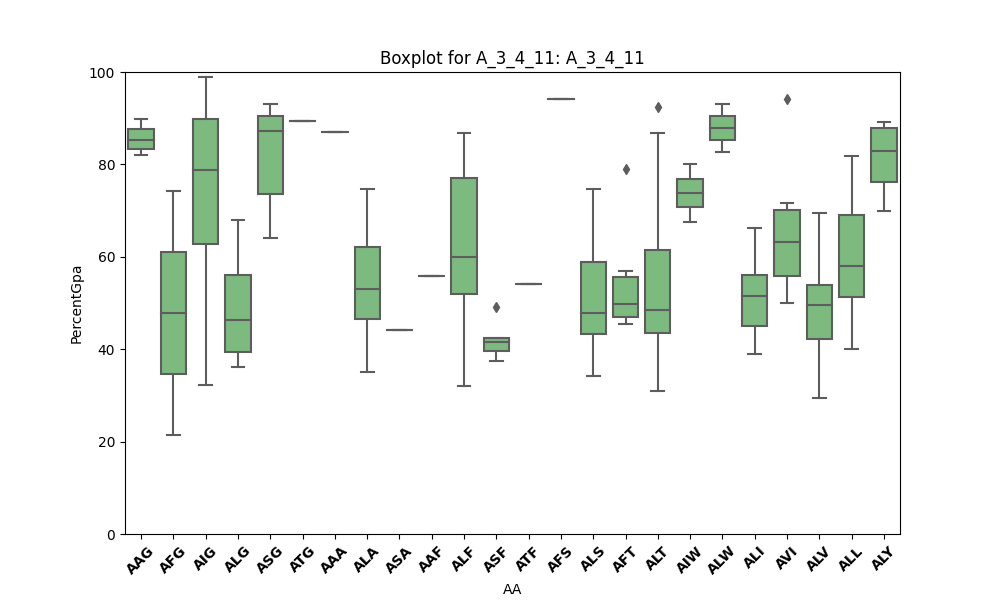 Boxplot for A_3_4_11: A_3_4_11
PercentGpa
100
80
60
40
20
0
AAG AFG AIG ALG ASG ATG AAA ALA ASA AAF ALF ASF ATF AFS ALS AFT ALT AIW ALW ALI AVI ALV ALL ALY
AA